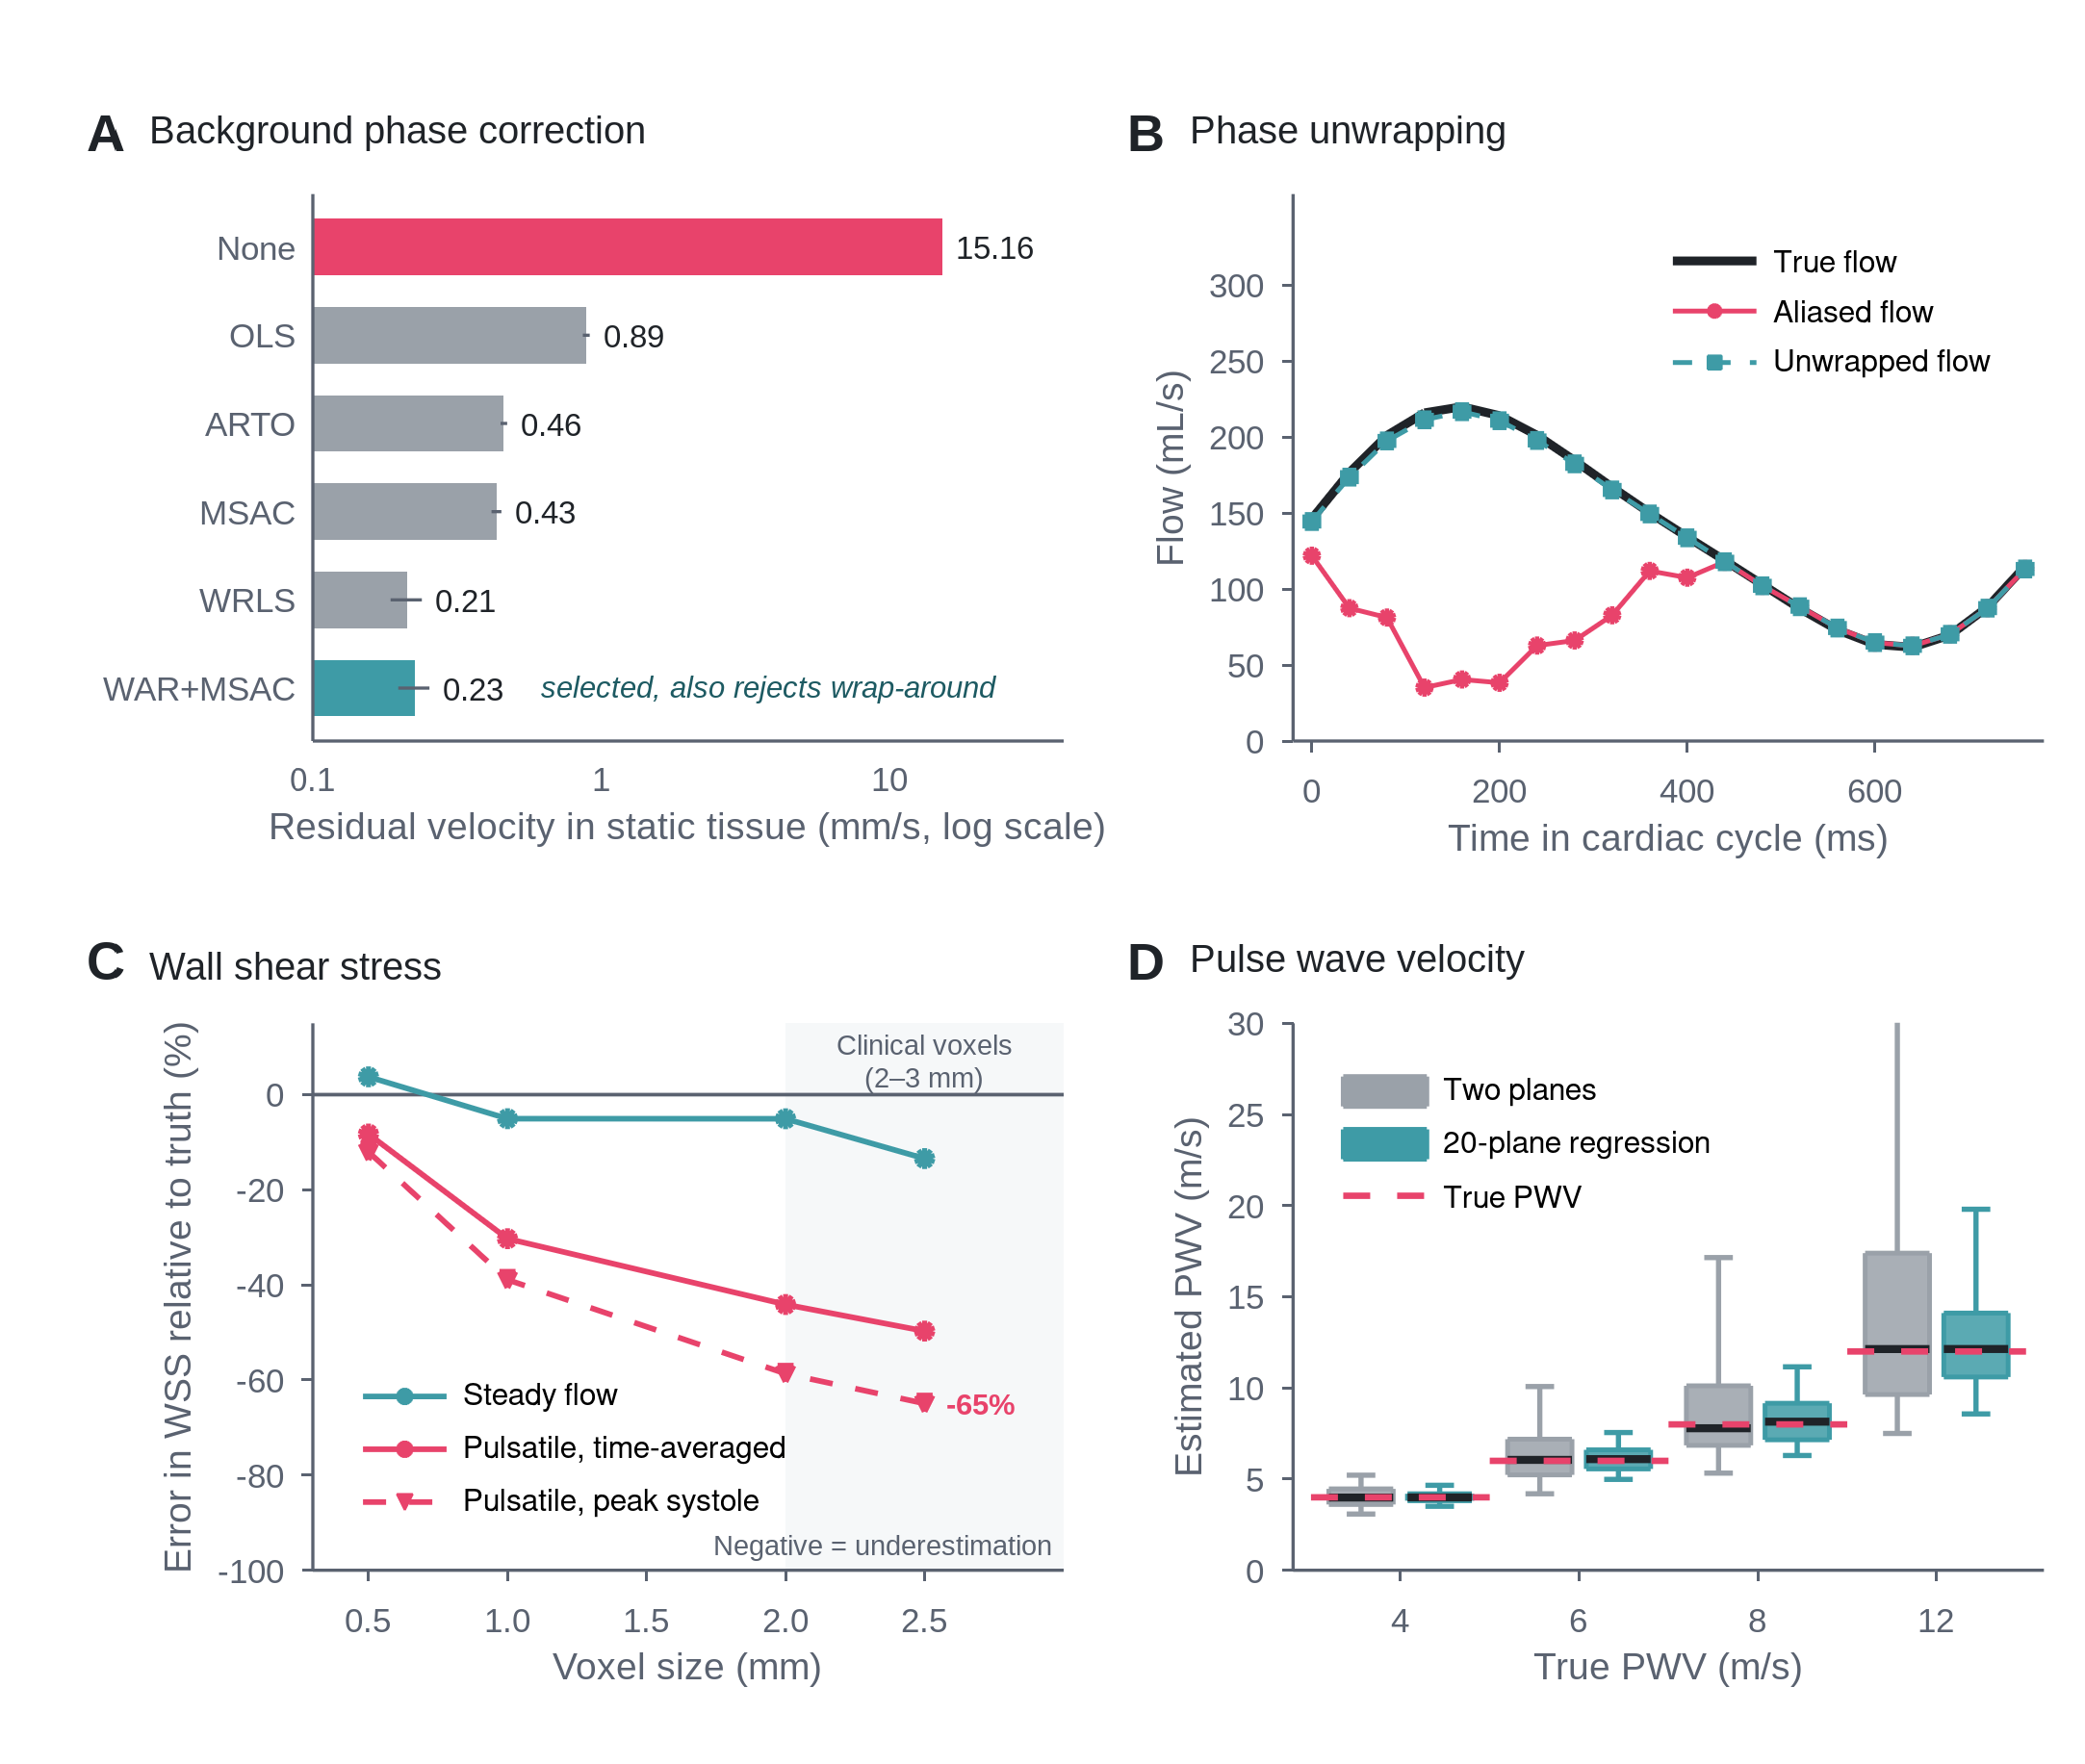 A Background phase correction
None
15.16
OLS
0.89
ARTO
0.46
MSAC
0.43
WRLS
0.21
WAR+MSAC
0.23
selected, also rejects wrap-around
0.1
1
10
Residual velocity in static tissue (mm/s, log scale)
B Phase unwrapping
Flow (mL/s)
300
250
200
150
100
50
0
True flow
Aliased flow
Unwrapped flow
0
200
400
600
Time in cardiac cycle (ms)
C Wall shear stress
Error in WSS relative to truth (%)
0
-20
-40
-60
-80
-100
Clinical voxels
(2–3 mm)
-65%
Steady flow
Pulsatile, time-averaged
Pulsatile, peak systole
Negative = underestimation
0.5
1.0
1.5
2.0
2.5
Voxel size (mm)
D Pulse wave velocity
Estimated PWV (m/s)
30
25
20
15
10
5
0
Two planes
20-plane regression
True PWV
4
6
8
12
True PWV (m/s)